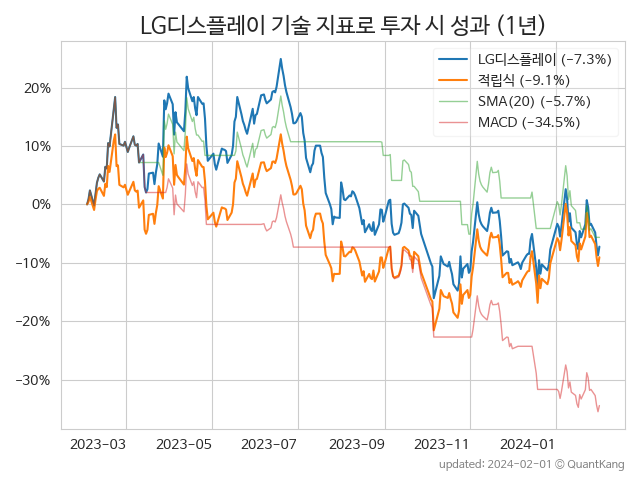 LG디스플레이 기술 지표로 투자 시 성과 (1년)
LG디스플레이 (−7.3%)
적립식 (−9.1%)
SMA(20) (−5.7%)
MACD (−34.5%)
20%
10%
0%
−10%
−20%
−30%
2023-03 2023-05 2023-07 2023-09 2023-11 2024-01
updated: 2024-02-01 © QuantKang